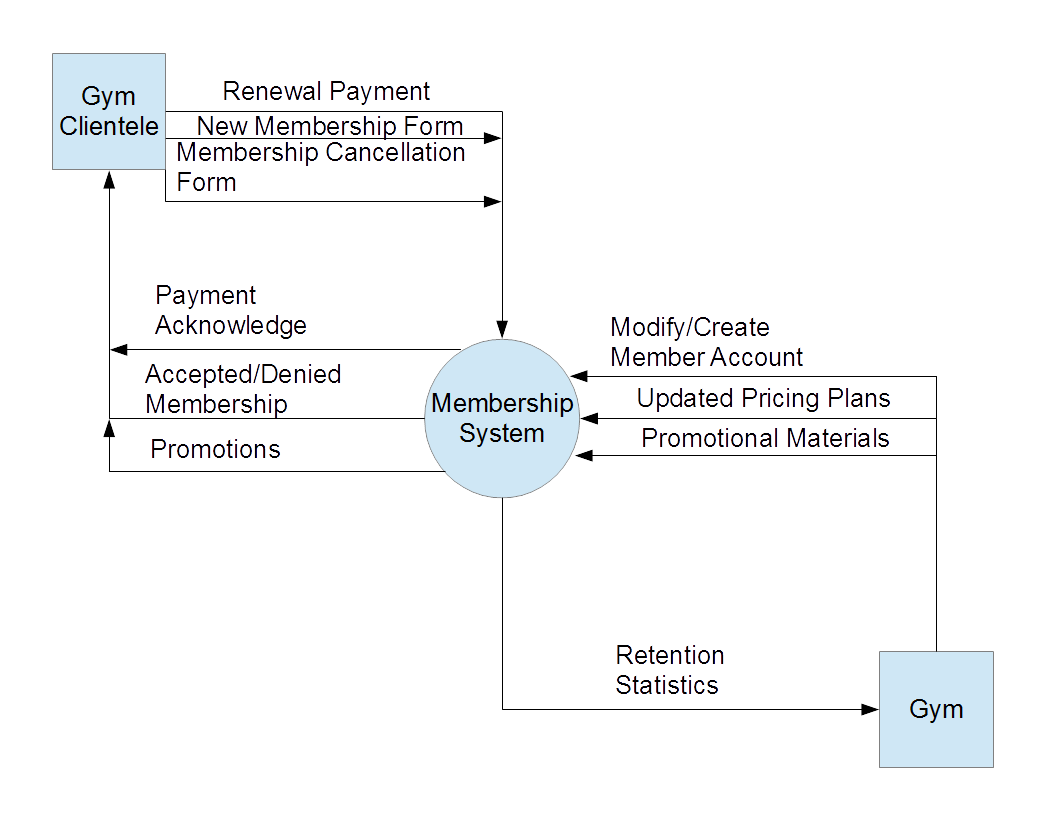 Gym
Clientele
Renewal Payment
New Membership Form
Membership Cancellation
Form
Payment
Acknowledge
Accepted/Denied
Membership
Promotions
Membership
System
Modify/Create
Member Account
Updated Pricing Plans
Promotional Materials
Retention
Statistics
Gym